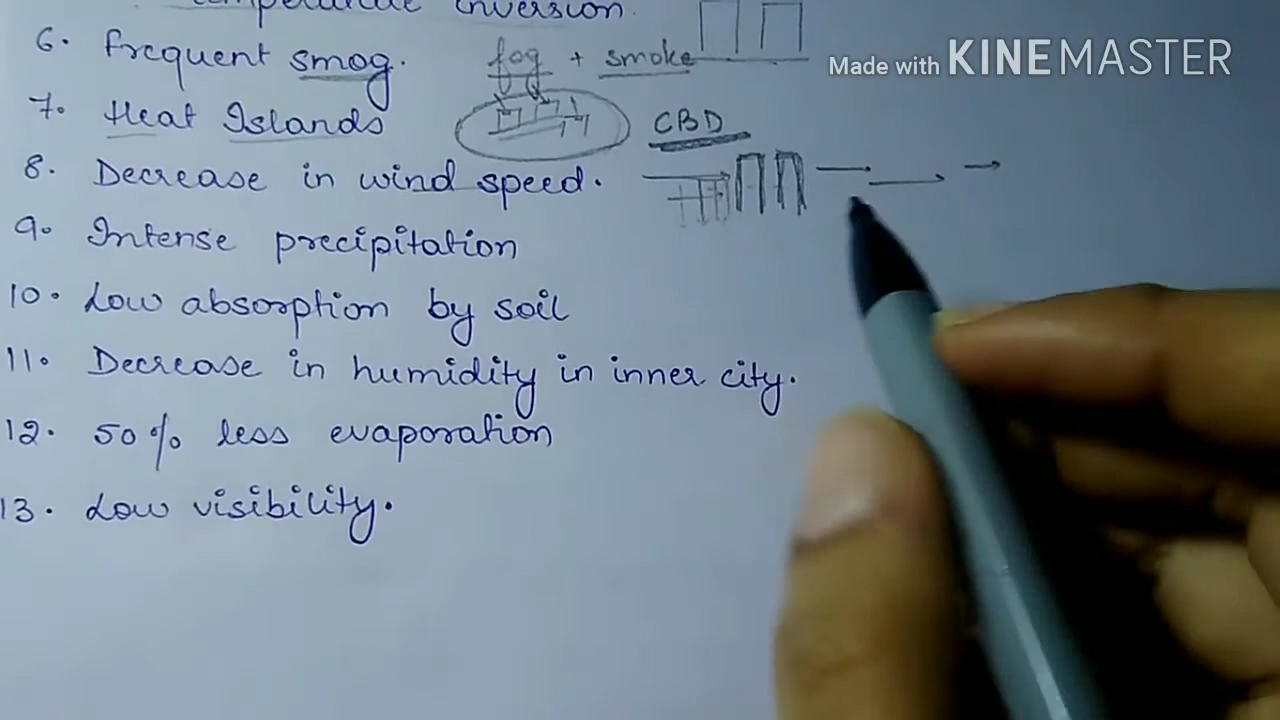 temperature inversion.
6. Frequent smog. fog + smoke
Made with KINEMASTER
7. Heat Islands
CBD
8. Decrease in wind speed.
9. Intense precipitation
10. Low absorption by soil
11. Decrease in humidity in inner city.
12. 50% less evaporation
13. Low visibility.